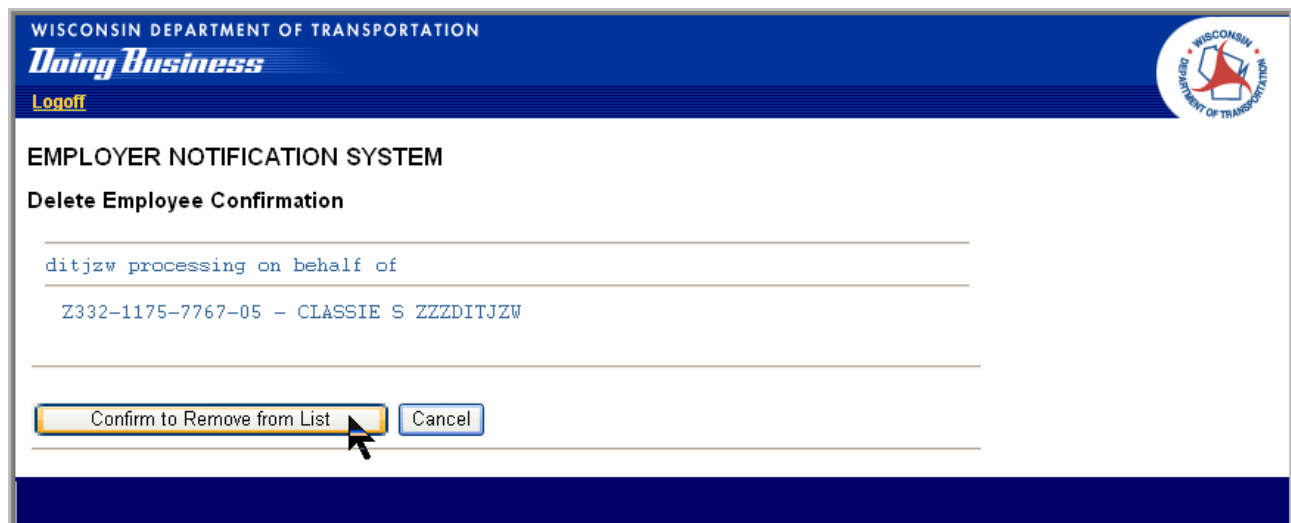 WISCONSIN DEPARTMENT OF TRANSPORTATION
Doing Business
Logoff
WISCONSIN
DEPARTMENT OF TRANSPORTATION
EMPLOYER NOTIFICATION SYSTEM
Delete Employee Confirmation
ditjzw processing on behalf of
Z332-1175-7767-05 - CLASSIE S ZZZDITJZW
Confirm to Remove from List
Cancel